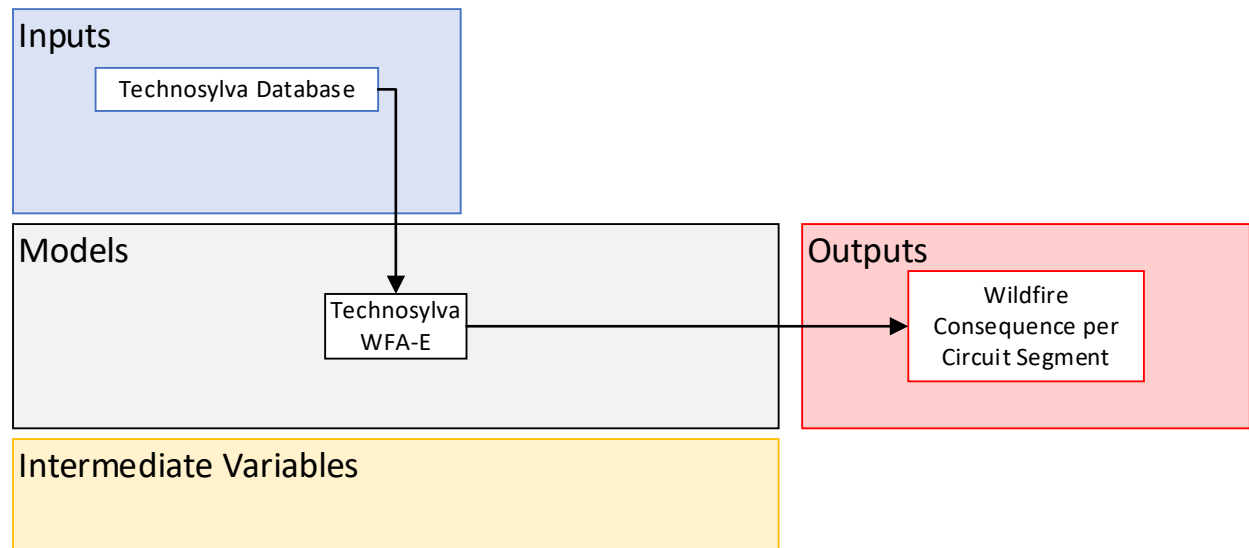 Inputs
Technosylva Database
Models
Technosylva
WFA-E
Outputs
Wildfire
Consequence per
Circuit Segment
Intermediate Variables